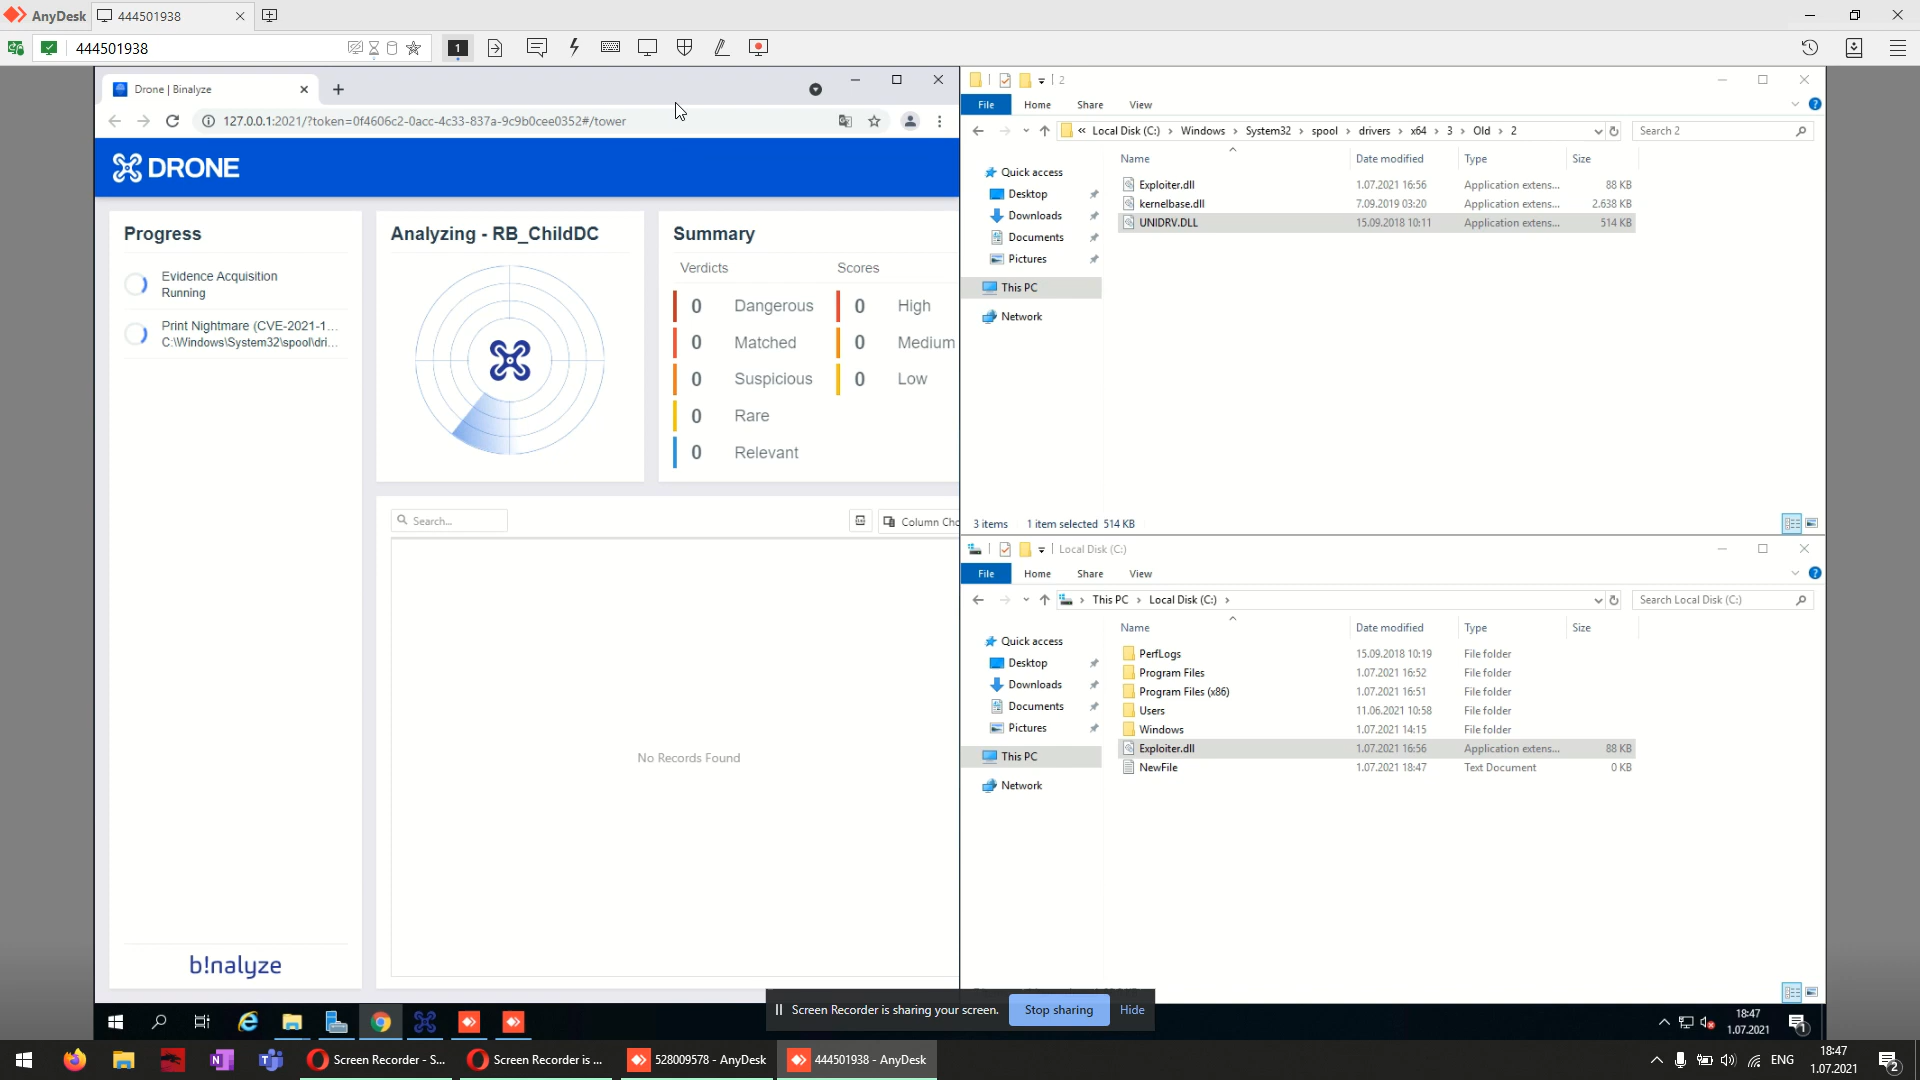 AnyDesk
444501938
444501938
1
Drone | Binalyze
127.0.0.1:2021/?token=0f4606c2-0acc-4c33-837a-9c9b0cee0352#/tower
DRONE
Progress
Evidence Acquisition
Running
Print Nightmare (CVE-2021-1...
C:\Windows\System32\spool\dri...
b!nalyze
Analyzing - RB_ChildDC
Summary
Verdicts Scores
0 Dangerous 0 High
0 Matched 0 Medium
0 Suspicious 0 Low
0 Rare
0 Relevant
Search...
Column Cho
No Records Found
2
File Home Share View
« Local Disk (C:) › Windows › System32 › spool › drivers › x64 › 3 › Old › 2
Search 2
Quick access
Desktop
Downloads
Documents
Pictures
This PC
Network
Name Date modified Type Size
Exploiter.dll 1.07.2021 16:56 Application extens... 88 KB
kernelbase.dll 7.09.2019 03:20 Application extens... 2.638 KB
UNIDRV.DLL 15.09.2018 10:11 Application extens... 514 KB
3 items 1 item selected 514 KB
Local Disk (C:)
File Home Share View
› This PC › Local Disk (C:) ›
Search Local Disk (C:)
Quick access
Desktop
Downloads
Documents
Pictures
This PC
Network
Name Date modified Type Size
PerfLogs 15.09.2018 10:19 File folder
Program Files 1.07.2021 16:52 File folder
Program Files (x86) 1.07.2021 16:51 File folder
Users 11.06.2021 10:58 File folder
Windows 1.07.2021 14:15 File folder
Exploiter.dll 1.07.2021 16:56 Application extens... 88 KB
NewFile 1.07.2021 18:47 Text Document 0 KB
Screen Recorder is sharing your screen. Stop sharing Hide
18:47
1.07.2021
1
Screen Recorder - S...
Screen Recorder is ...
528009578 - AnyDesk
444501938 - AnyDesk
ENG
18:47
1.07.2021
2